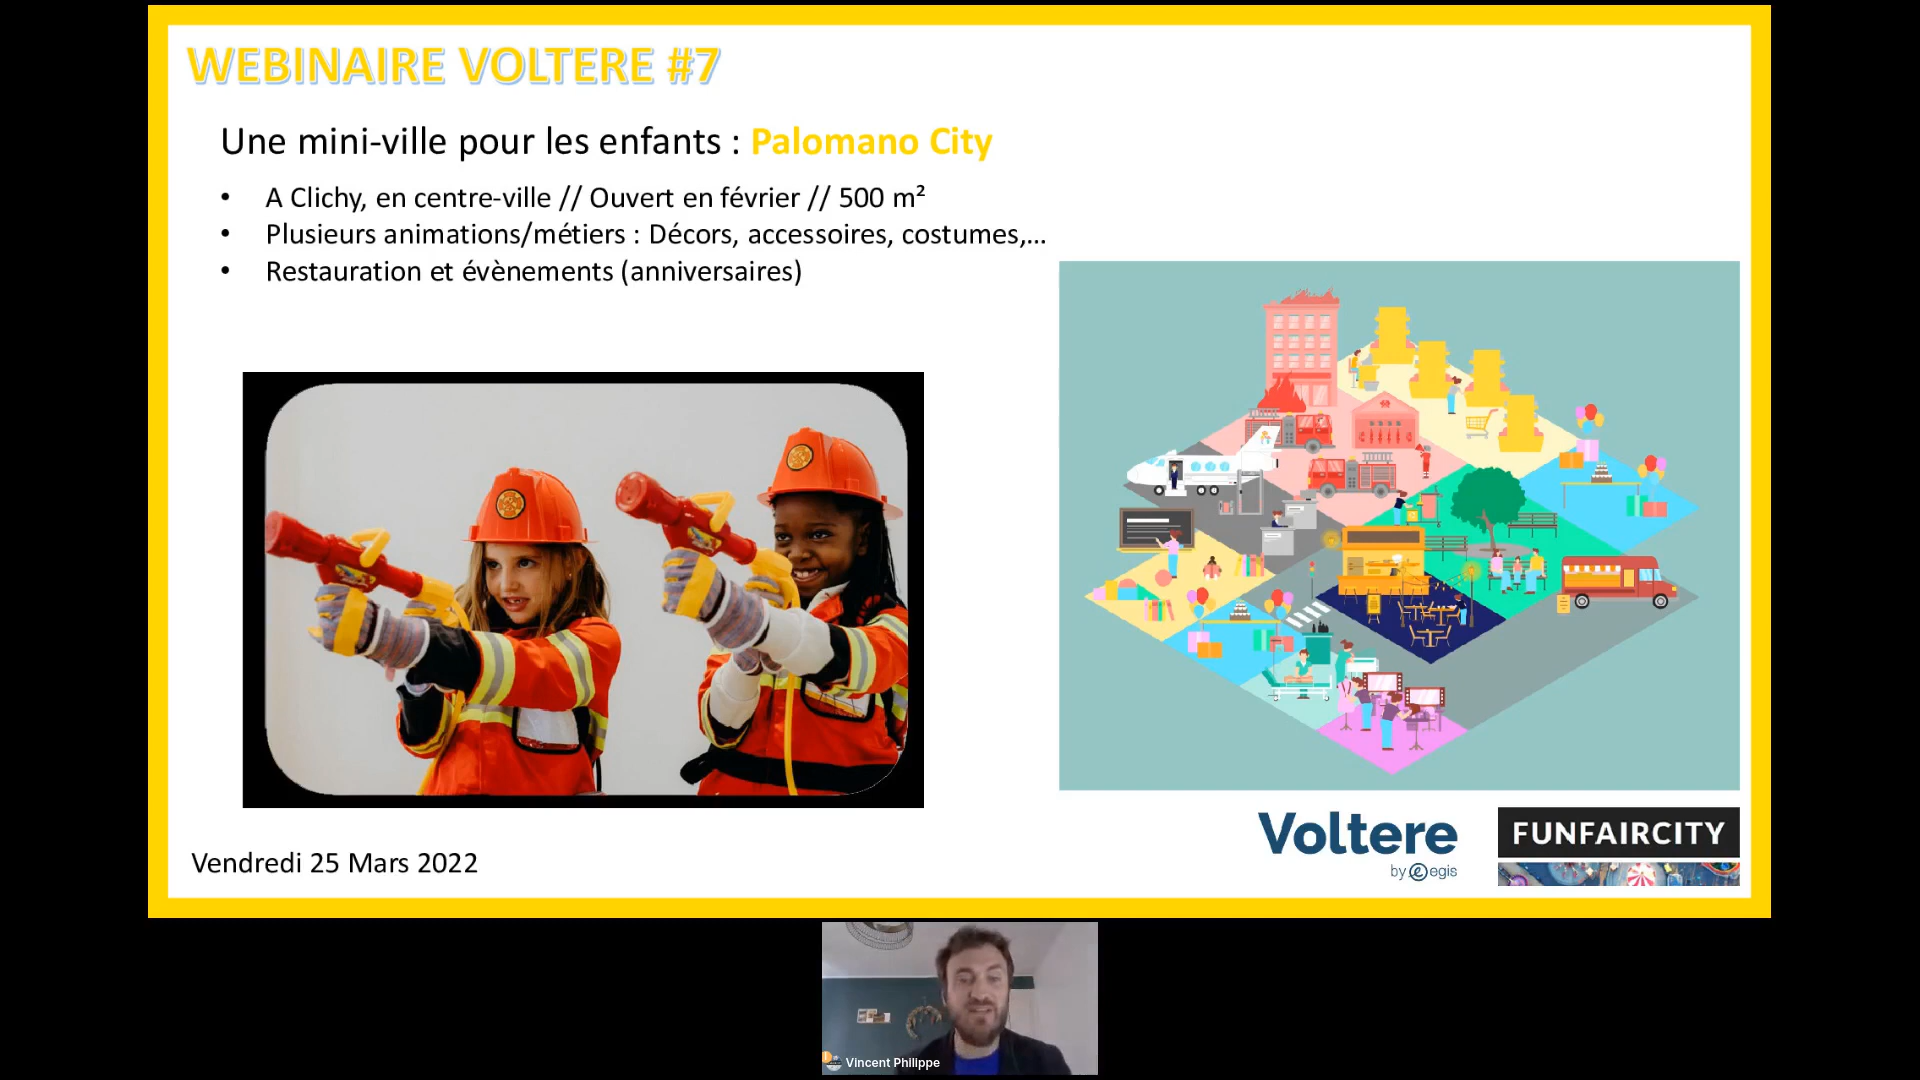 WEBINAIRE VOLTERE #7
Une mini-ville pour les enfants : Palomano City
• A Clichy, en centre-ville // Ouvert en février // 500 m²
• Plusieurs animations/métiers : Décors, accessoires, costumes,...
• Restauration et évènements (anniversaires)
Vendredi 25 Mars 2022
Voltere
by egis
FUNFAIRCITY
Vincent Philippe